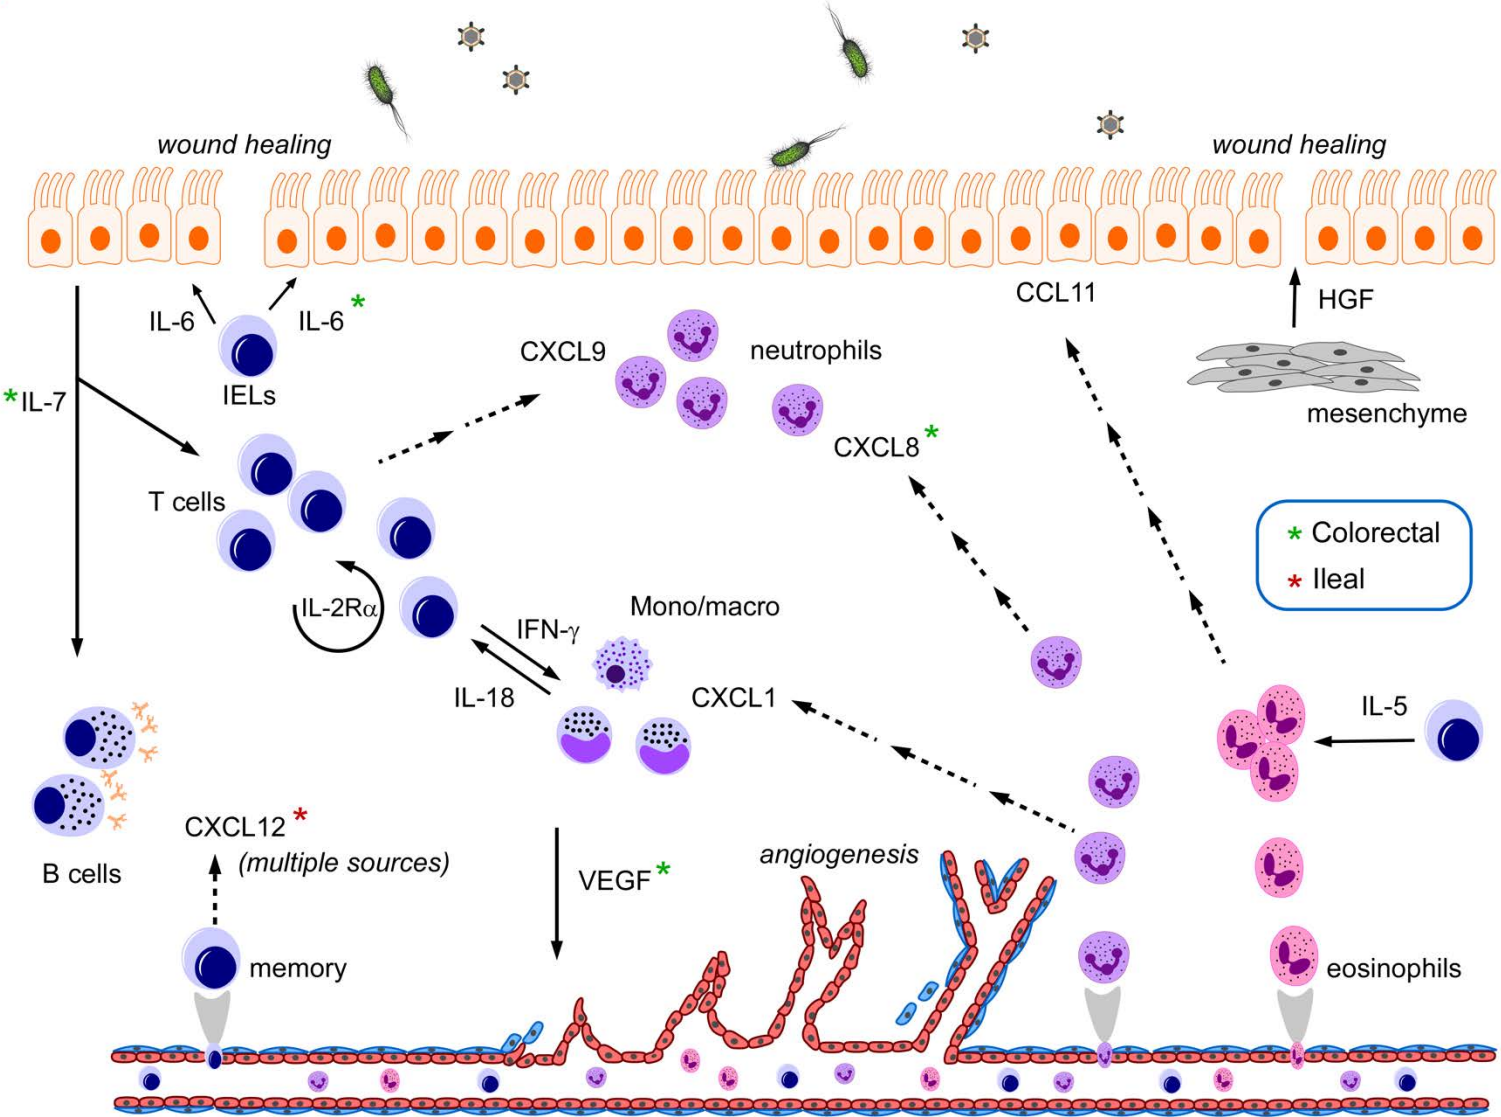 wound healing
wound healing
CCL11
HGF
IL-6
IL-6 *
CXCL9
neutrophils
IELs
* IL-7
mesenchyme
CXCL8 *
T cells
* Colorectal
* Ileal
IL-2Rα
Mono/macro
IFN-γ
IL-18
CXCL1
IL-5
CXCL12 *
(multiple sources)
B cells
VEGF *
angiogenesis
memory
eosinophils